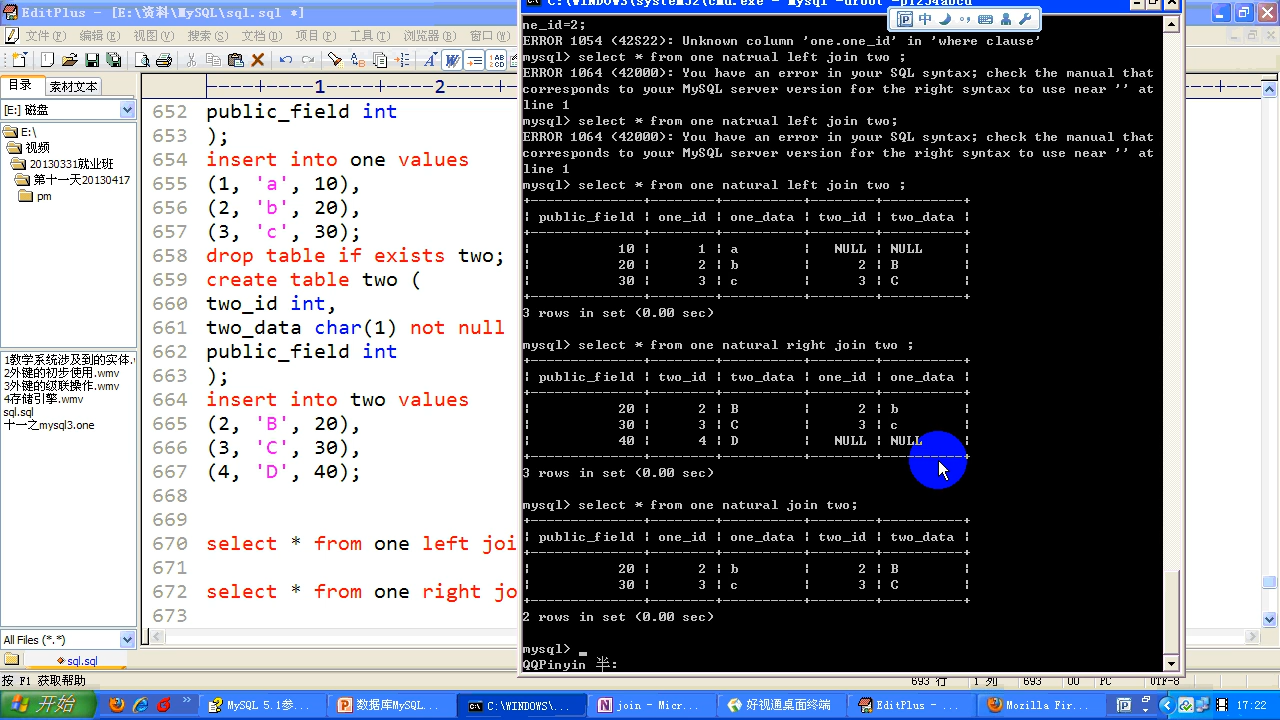 EditPlus - [E:\资料\MySQL\sql.sql *]
文件(F) 编辑(E) 视图(V) 搜索(S) 文档(D) 项目(P) 工具(T) 浏览器(B)
目录 素材文本
[E:] 磁盘
E:\
视频
20130331就业班
第十一天20130417
pm
1教学系统涉及到的实体.
2外键的初步使用.wmv
3外键的级联操作.wmv
4存储引擎.wmv
sql.sql
十一之mysql3.one
All Files (*.*)
sql.sql
按 F1 获取帮助
----+----1----+----2----+
652 public_field int
653 );
654 insert into one values
655 (1, 'a', 10),
656 (2, 'b', 20),
657 (3, 'c', 30);
658 drop table if exists two;
659 create table two (
660 two_id int,
661 two_data char(1) not null
662 public_field int
663 );
664 insert into two values
665 (2, 'B', 20),
666 (3, 'C', 30),
667 (4, 'D', 40);
668
669
670 select * from one left joi
671
672 select * from one right jo
673
C:\WINDOWS\system32\cmd.exe - mysql -uroot -p1234abcd
中
ne_id=2;
ERROR 1054 (42S22): Unknown column 'one.one_id' in 'where clause'
mysql> select * from one natrual left join two ;
ERROR 1064 (42000): You have an error in your SQL syntax; check the manual that
corresponds to your MySQL server version for the right syntax to use near '' at
line 1
mysql> select * from one natrual left join two;
ERROR 1064 (42000): You have an error in your SQL syntax; check the manual that
corresponds to your MySQL server version for the right syntax to use near '' at
line 1
mysql> select * from one natural left join two ;
+--------------+--------+----------+--------+----------+
| public_field | one_id | one_data | two_id | two_data |
+--------------+--------+----------+--------+----------+
| 10 | 1 | a | NULL | NULL |
| 20 | 2 | b | 2 | B |
| 30 | 3 | c | 3 | C |
+--------------+--------+----------+--------+----------+
3 rows in set (0.00 sec)
mysql> select * from one natural right join two ;
+--------------+--------+----------+--------+----------+
| public_field | two_id | two_data | one_id | one_data |
+--------------+--------+----------+--------+----------+
| 20 | 2 | B | 2 | b |
| 30 | 3 | C | 3 | c |
| 40 | 4 | D | NULL | NULL |
+--------------+--------+----------+--------+----------+
3 rows in set (0.00 sec)
mysql> select * from one natural join two;
+--------------+--------+----------+--------+----------+
| public_field | one_id | one_data | two_id | two_data |
+--------------+--------+----------+--------+----------+
| 20 | 2 | b | 2 | B |
| 30 | 3 | c | 3 | C |
+--------------+--------+----------+--------+----------+
2 rows in set (0.00 sec)
mysql> _
QQPinyin 半:
693 行 1 列 693 00 PC UTF-8
开始 MySQL 5.1参... 数据库MySQL... C:\WINDOWS\... join - Micr... 好视通桌面终端 EditPlus - ... Mozilla Fir... 17:22